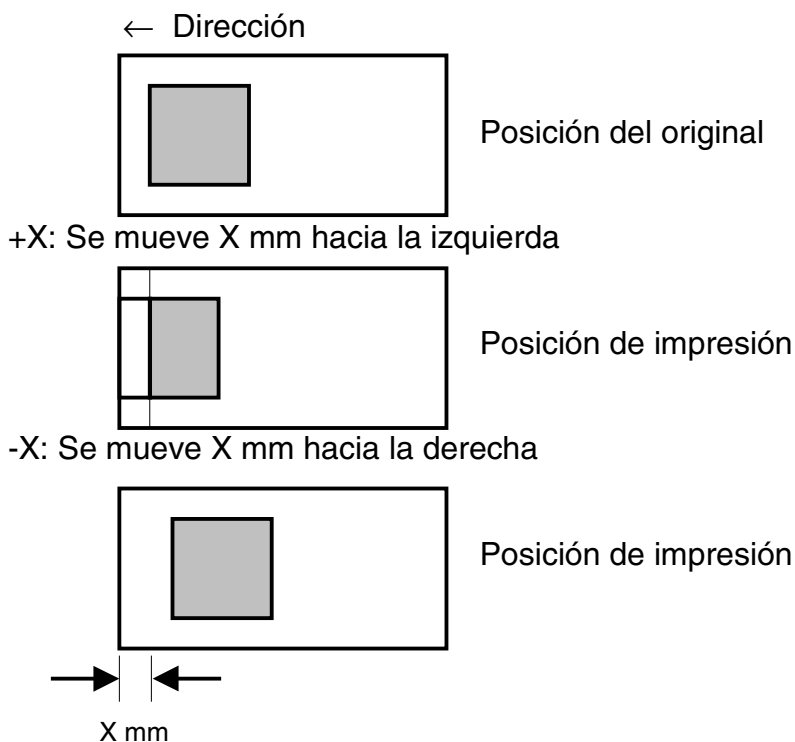 ← Dirección
Posición del original
+X: Se mueve X mm hacia la izquierda
Posición de impresión
-X: Se mueve X mm hacia la derecha
Posición de impresión
X mm